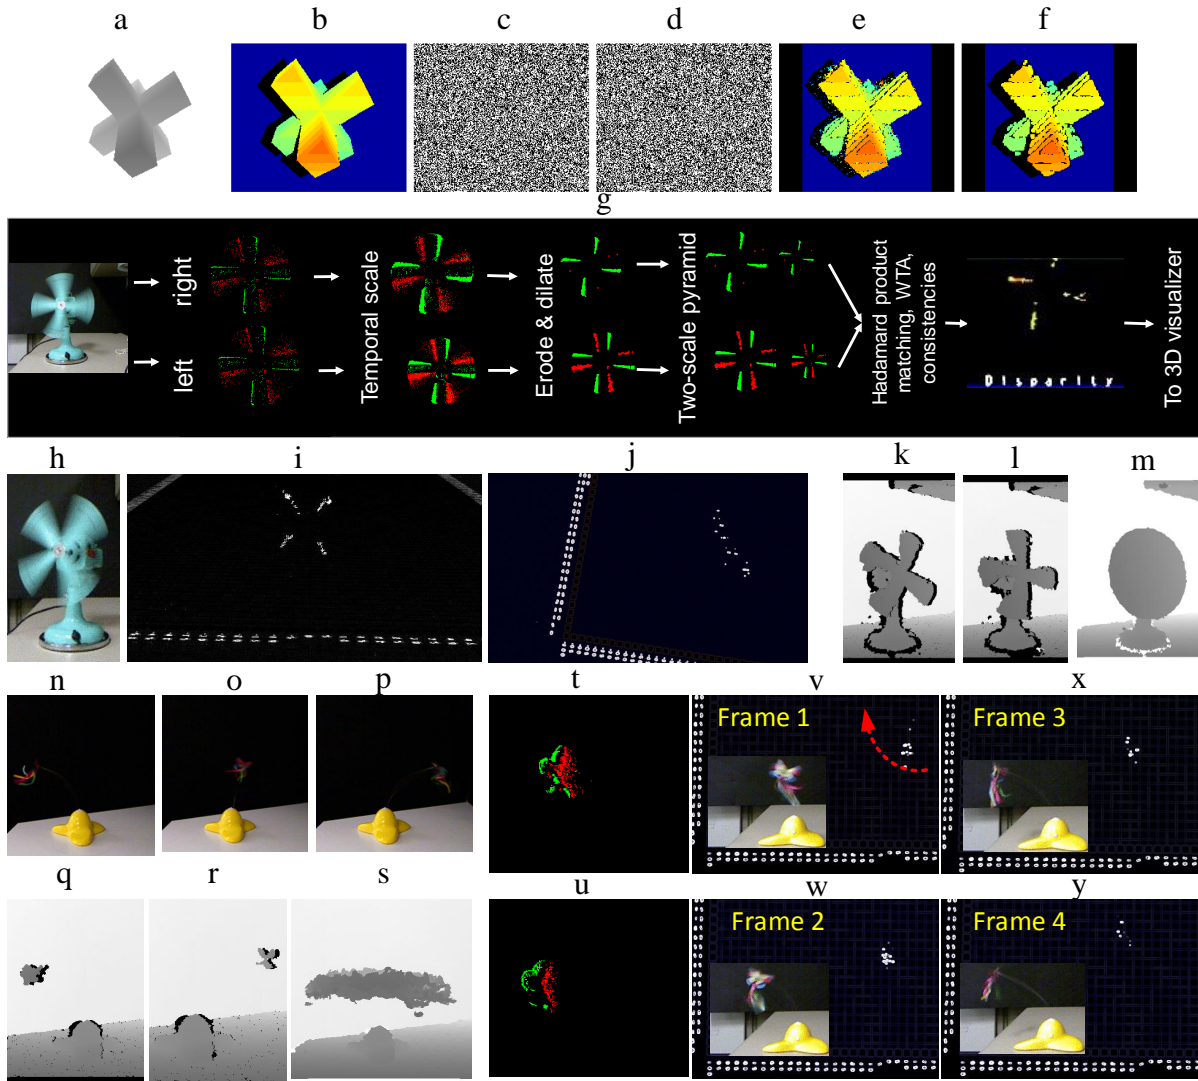 a b c d e f
g
right
left
Temporal scale
Erode & dilate
Two-scale pyramid
Hadamard product
matching, WTA,
consistencies
Disparity
To 3D visualizer
h i j k l m
n o p t v x
Frame 1
Frame 3
q r s u w y
Frame 2
Frame 4